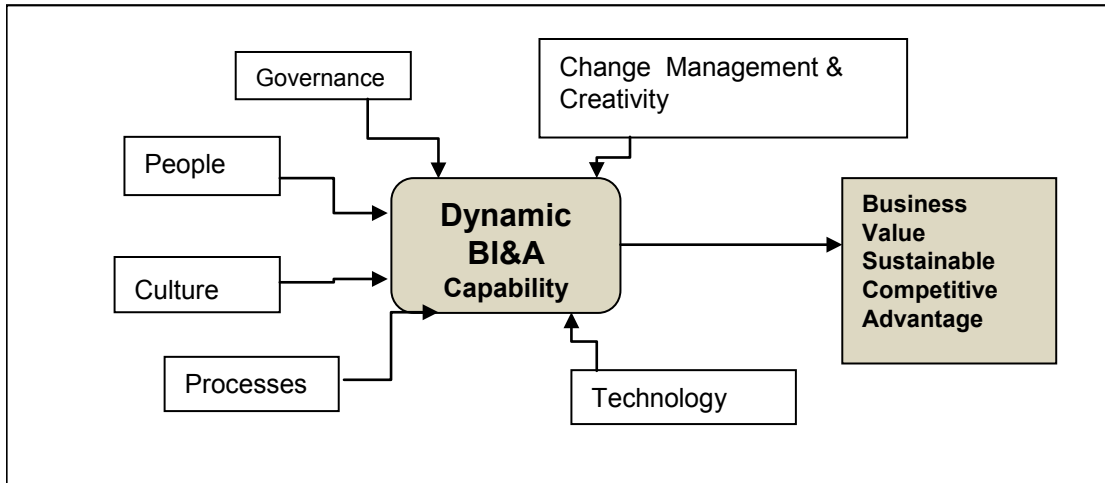 Governance
Change Management &
Creativity
People
Dynamic
BI&A
Capability
Business
Value
Sustainable
Competitive
Advantage
Culture
Processes
Technology